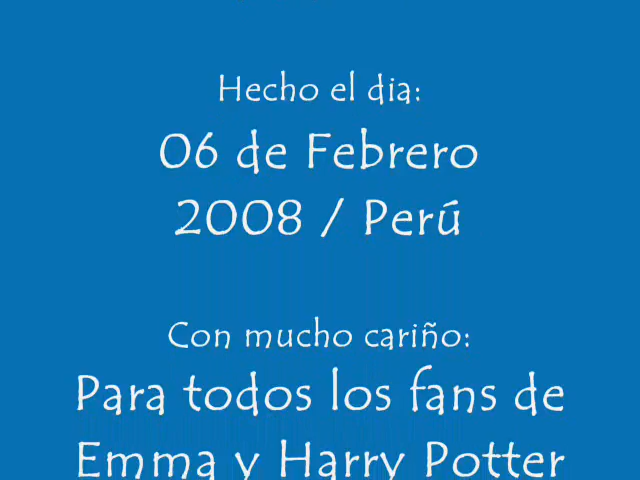 Hecho el dia:
06 de Febrero
2008 / Perú
Con mucho cariño:
Para todos los fans de
Emma y Harry Potter